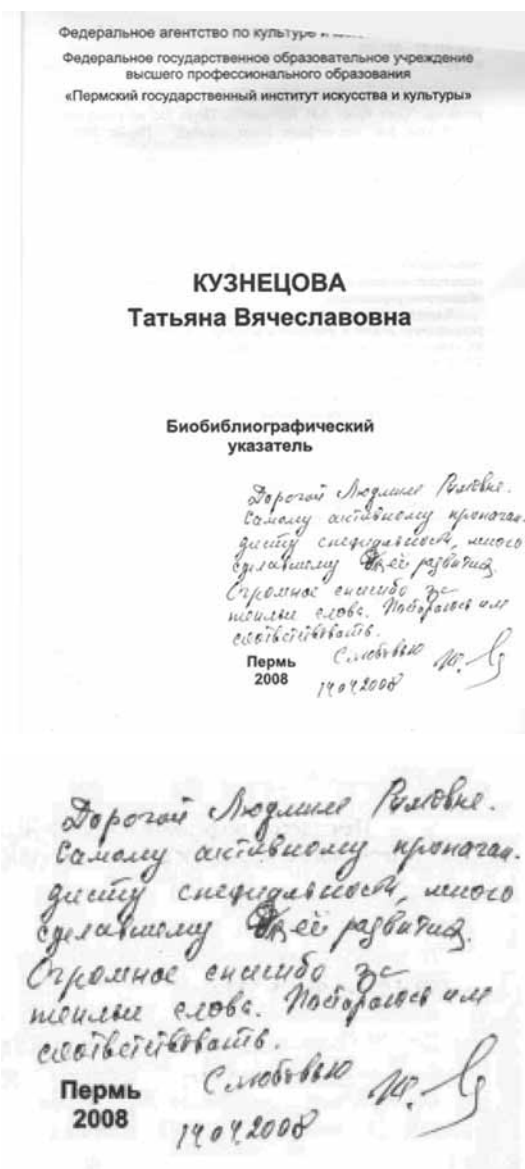 Федеральное агентство по культуре и
Федеральное государственное образовательное учреждение
высшего профессионального образования
«Пермский государственный институт искусства и культуры»
КУЗНЕЦОВА
Татьяна Вячеславовна
Биобиблиографический
указатель
Дорогой Людмиле Рижовне.
Самому активному пропаган-
дисту специальности, много
сделавшему для её развития.
Огромное спасибо за
теплые слова. Постараюсь им
соответствовать.
С любовью
Пермь
2008
14 04 2008
Дорогой Людмиле
Самому активному пропаган-
дисту специальности, много
сделавшему для её развития.
Огромное спасибо за
теплые слова. Постараюсь им
соответствовать.
С любовью
Пермь
2008
14 04 2008